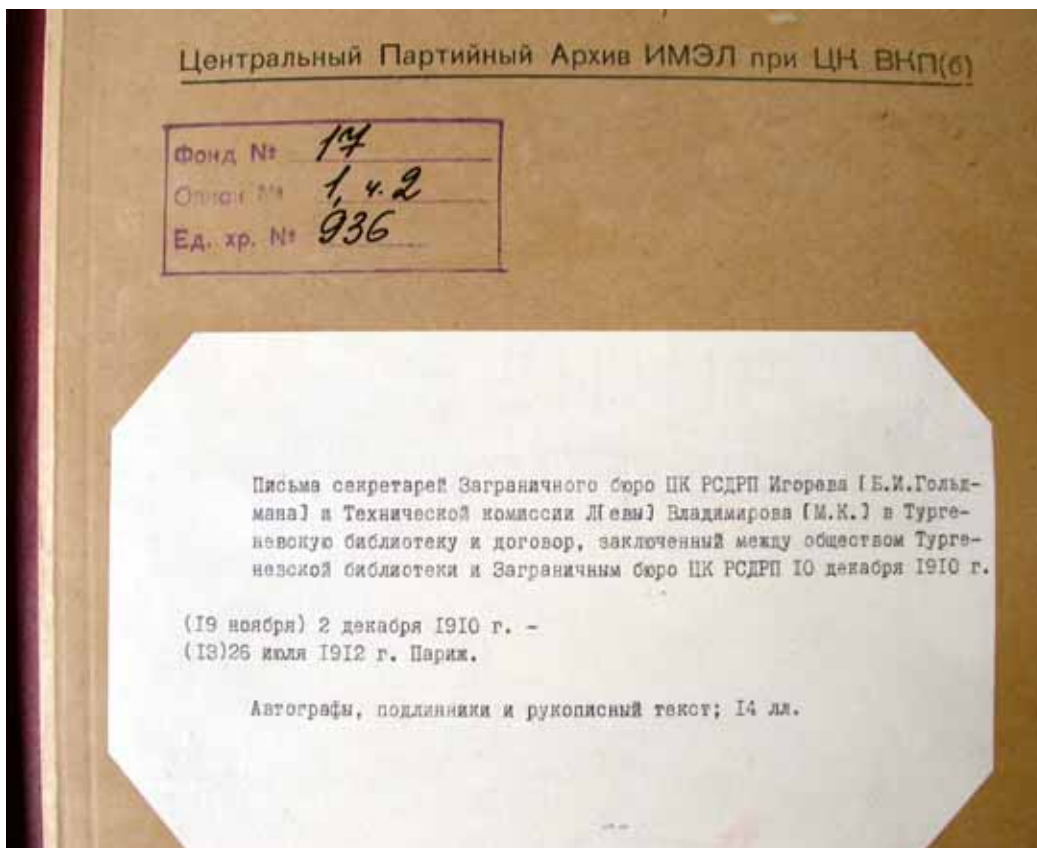 Центральный Партийный Архив ИМЭЛ при ЦК ВКП(б)
Фонд № 17
Описи № 1, ч. 2
Ед. хр. № 936
Письма секретарей Заграничного бюро ЦК РСДРП Игорева [Б.И.Гольд-
мана] и Технической комиссии Л[евы] Владимирова [М.К.] в Турге-
невскую библиотеку и договор, заключенный между обществом Турге-
невской библиотеки и Заграничным бюро ЦК РСДРП 10 декабря 1910 г.
(19 ноября) 2 декабря 1910 г. -
(13)26 июля 1912 г. Париж.
Автографы, подлинники и рукописный текст; 14 лл.